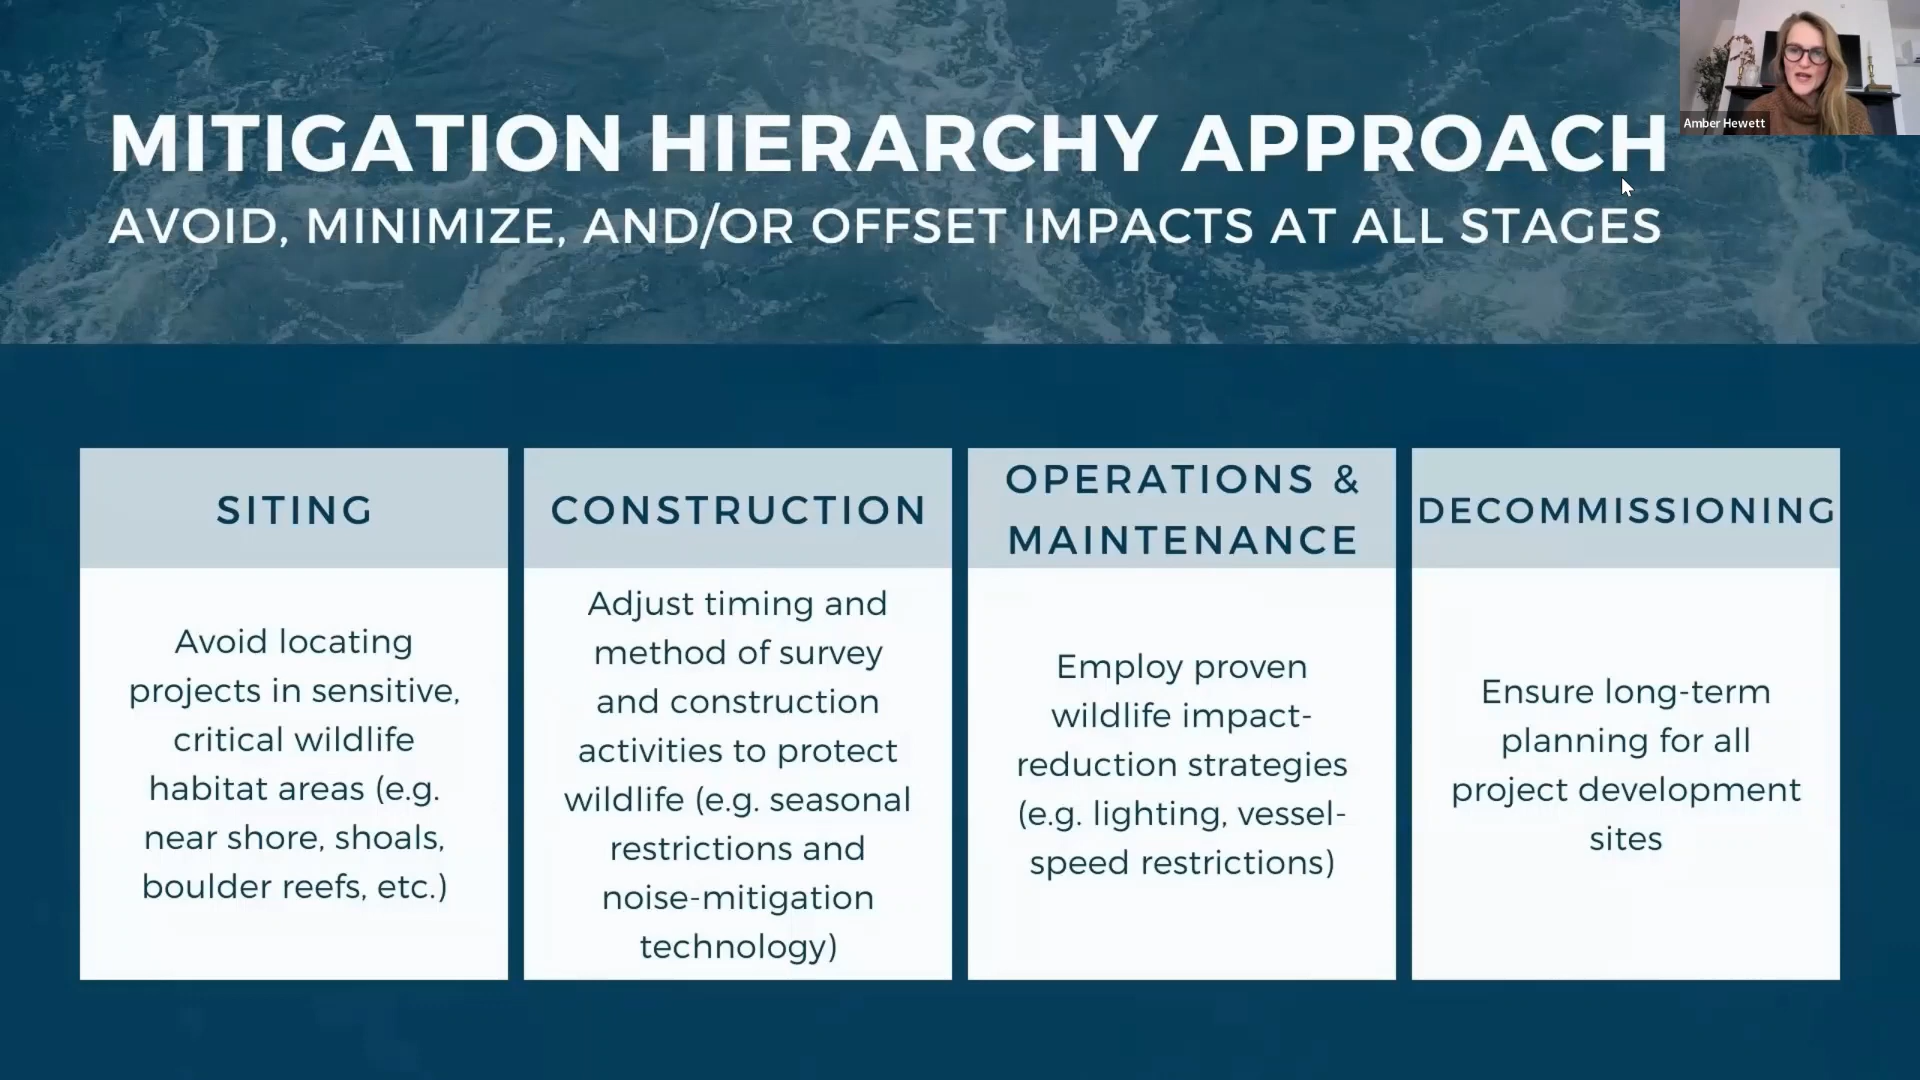 MITIGATION HIERARCHY APPROACH
AVOID, MINIMIZE, AND/OR OFFSET IMPACTS AT ALL STAGES
Amber Hewett
SITING
Avoid locating
projects in sensitive,
critical wildlife
habitat areas (e.g.
near shore, shoals,
boulder reefs, etc.)
CONSTRUCTION
Adjust timing and
method of survey
and construction
activities to protect
wildlife (e.g. seasonal
restrictions and
noise-mitigation
technology)
OPERATIONS &
MAINTENANCE
Employ proven
wildlife impact-
reduction strategies
(e.g. lighting, vessel-
speed restrictions)
DECOMMISSIONING
Ensure long-term
planning for all
project development
sites